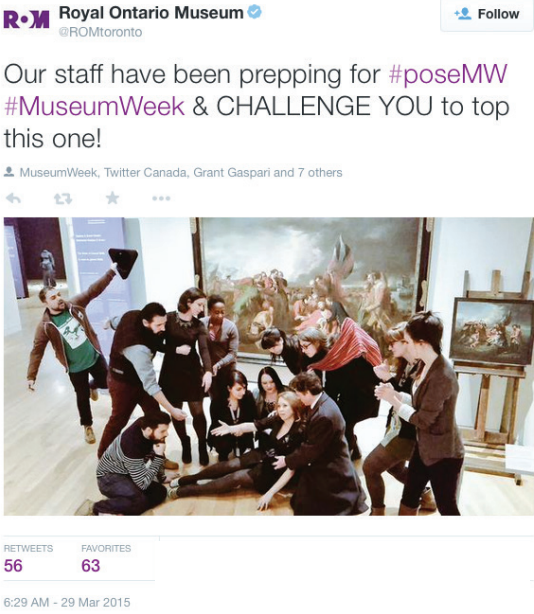 ROM Royal Ontario Museum
@ROMtoronto
Follow
Our staff have been prepping for #poseMW
#MuseumWeek & CHALLENGE YOU to top
this one!
MuseumWeek, Twitter Canada, Grant Gaspari and 7 others
RETWEETS FAVORITES
56 63
6:29 AM - 29 Mar 2015